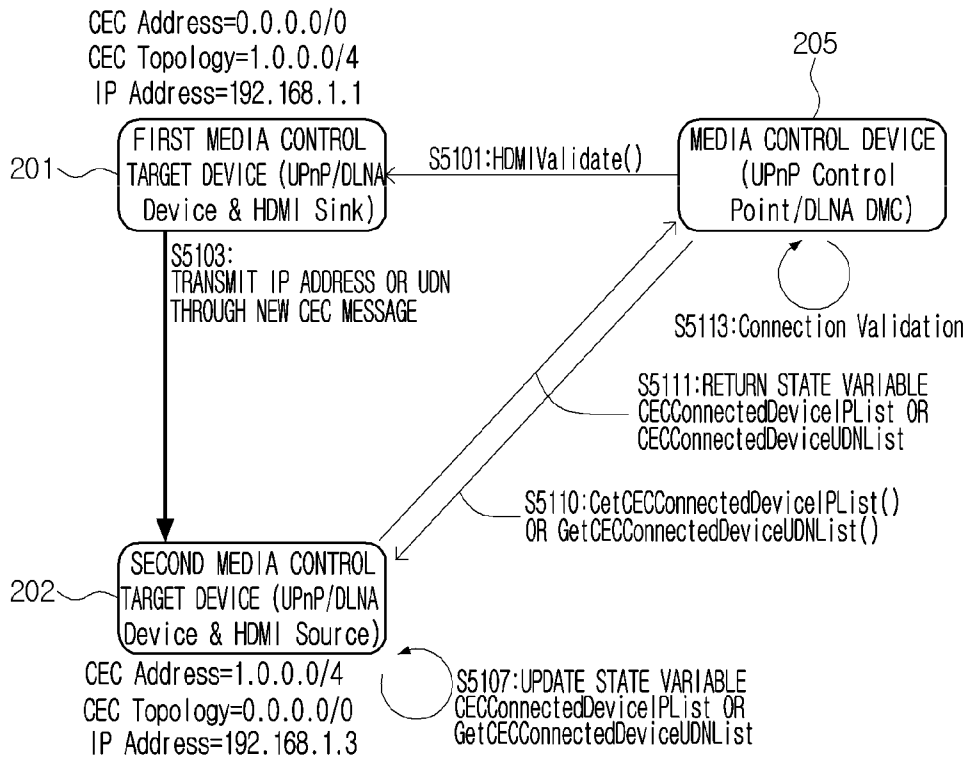 CEC Address=0.0.0.0/0
CEC Topology=1.0.0.0/4
IP Address=192.168.1.1
201
FIRST MEDIA CONTROL
TARGET DEVICE (UPnP/DLNA
Device & HDMI Sink)
S5101:HDMIValidate()
205
MEDIA CONTROL DEVICE
(UPnP Control
Point/DLNA DMC)
S5103:
TRANSMIT IP ADDRESS OR UDN
THROUGH NEW CEC MESSAGE
S5113:Connection Validation
S5111:RETURN STATE VARIABLE
CECConnectedDeviceIPList OR
CECConnectedDeviceUDNList
S5110:CetCECConnectedDeviceIPList()
OR GetCECConnectedDeviceUDNList()
202
SECOND MEDIA CONTROL
TARGET DEVICE (UPnP/DLNA
Device & HDMI Source)
CEC Address=1.0.0.0/4
CEC Topology=0.0.0.0/0
IP Address=192.168.1.3
S5107:UPDATE STATE VARIABLE
CECConnectedDeviceIPList OR
GetCECConnectedDeviceUDNList